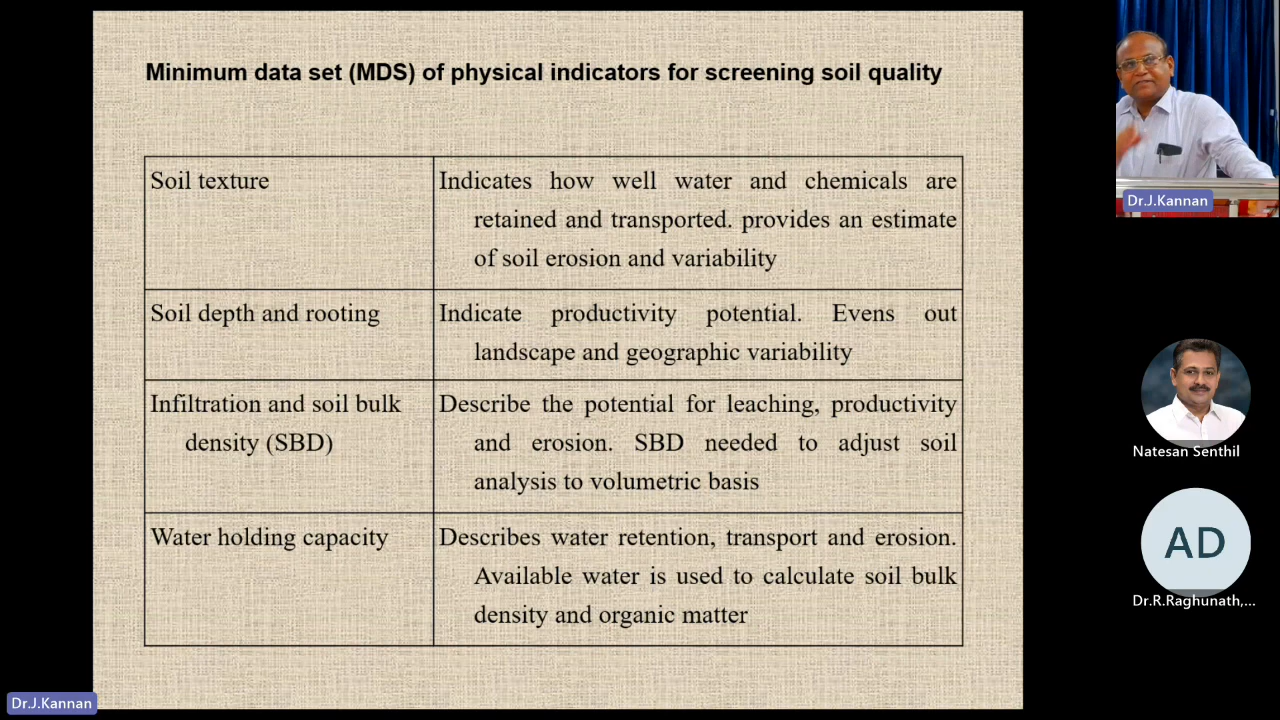 Minimum data set (MDS) of physical indicators for screening soil quality
Soil texture
Indicates how well water and chemicals are
retained and transported. provides an estimate
of soil erosion and variability
Soil depth and rooting
Indicate productivity potential. Evens out
landscape and geographic variability
Infiltration and soil bulk
density (SBD)
Describe the potential for leaching, productivity
and erosion. SBD needed to adjust soil
analysis to volumetric basis
Water holding capacity
Describes water retention, transport and erosion.
Available water is used to calculate soil bulk
density and organic matter
Dr.J.Kannan
Natesan Senthil
AD
Dr.R.Raghunath,...
Dr.J.Kannan